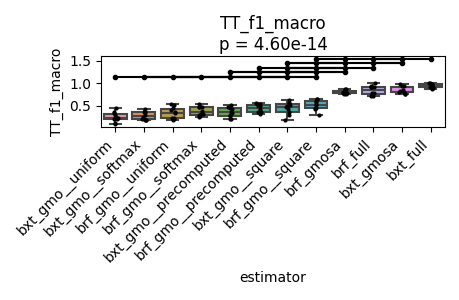 TT_f1_macro
p = 4.60e-14
TT_f1_macro
1.5
1.0
0.5
bxt_gmo__uniform
bxt_gmo__softmax
brf_gmo__uniform
brf_gmo__softmax
bxt_gmo__precomputed
brf_gmo__precomputed
bxt_gmo__square
brf_gmo__square
brf_gmosa
brf_full
bxt_gmosa
bxt_full
estimator